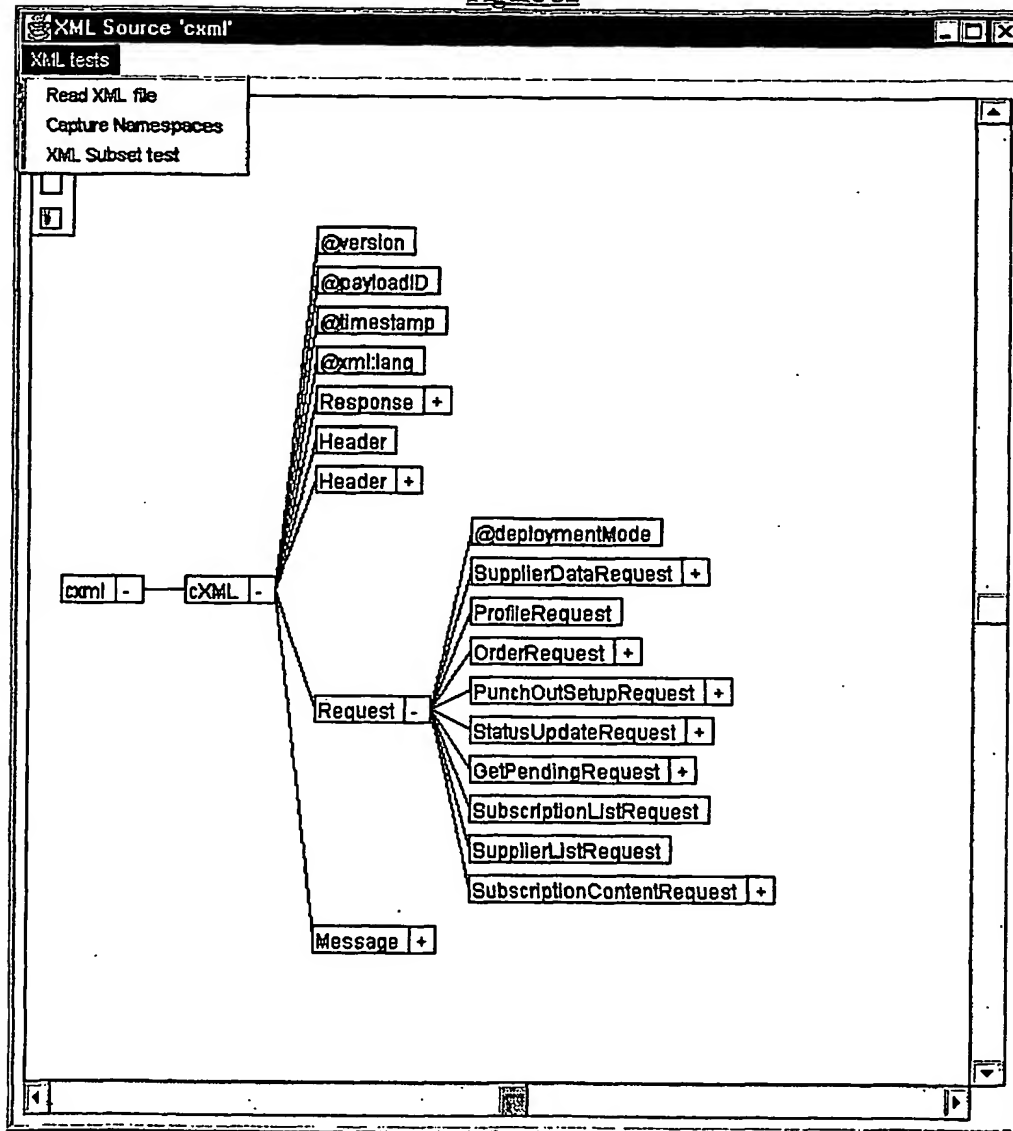 XML Source 'cxml'
XML tests
Read XML file
Capture Namespaces
XML Subset test
@version
@payloadID
@timestamp
@xml:lang
Response +
Header
Header +
@deploymentMode
SupplierDataRequest +
cxml -
cXML -
ProfileRequest
OrderRequest +
PunchOutSetupRequest +
Request -
StatusUpdateRequest +
GetPendingRequest +
SubscriptionListRequest
SupplierListRequest
SubscriptionContentRequest +
Message +